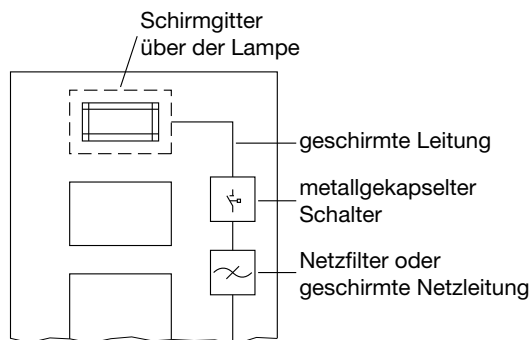 Schirmgitter
über der Lampe
geschirmte Leitung
metallgekapselter
Schalter
Netzfilter oder
geschirmte Netzleitung